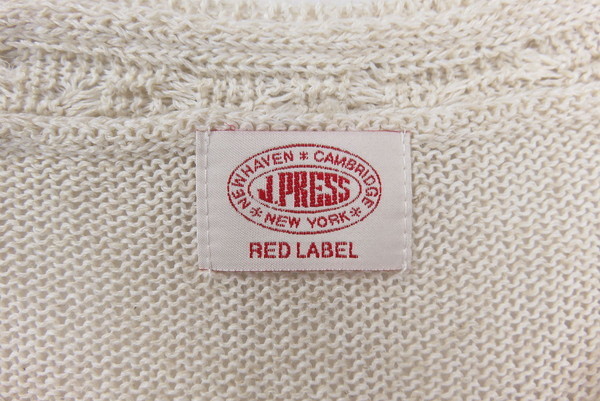 NEWHAVEN * CAMBRIDGE
J.PRESS
* NEW YORK *
RED LABEL